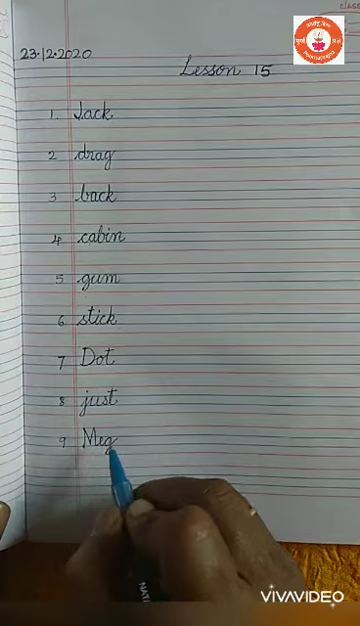 23.12.2020
Lesson 15
1. Jack
2 drag
3 back
4 cabin
5 gum
6 stick
7 Dot
8 just
9 Meg
VIVAVIDEO